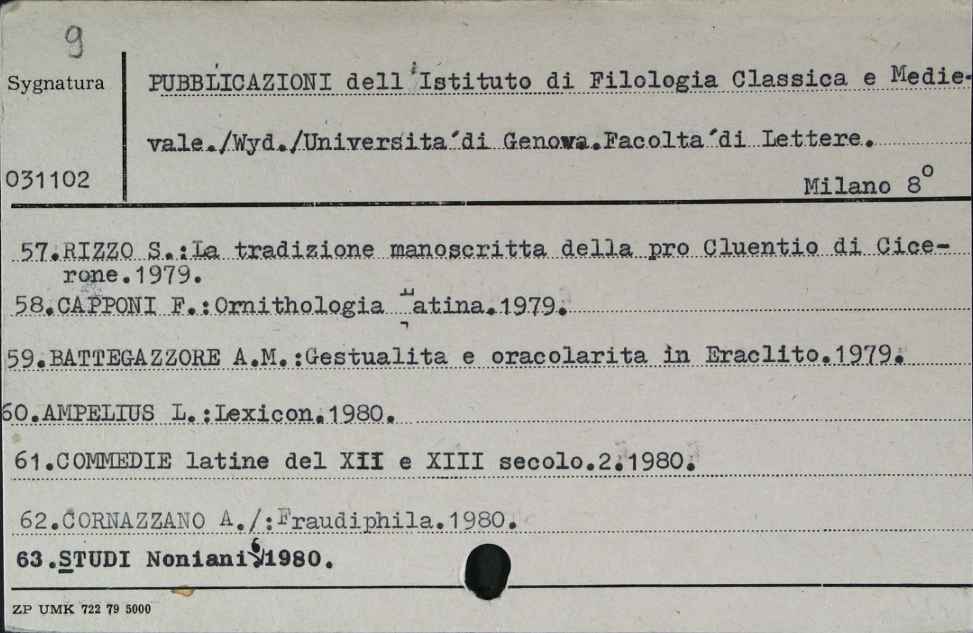 9
Sygnatura
PUBBLICAZIONI dell'Istituto di Filologia Classica e Medie-
vale./Wyd./Universita´di Genowa.Facolta´di Lettere.
031102
Milano 8o
57.RIZZO S.:La tradizione manoscritta della pro Cluentio di Cice-
rone.1979.
58.CAPPONI F.:Ornithologia Latina.1979.
59.BATTEGAZZORE A.M.:Gestualita e oracolarita in Eraclito.1979.
60.AMPELIUS L.:Lexicon.1980.
61.COMMEDIE latine del XII e XIII secolo.2.1980.
62.CORNAZZANO A./:Fraudiphila.1980.
63.STUDI Noniani 6 1980.
ZP UMK 722 79 5000